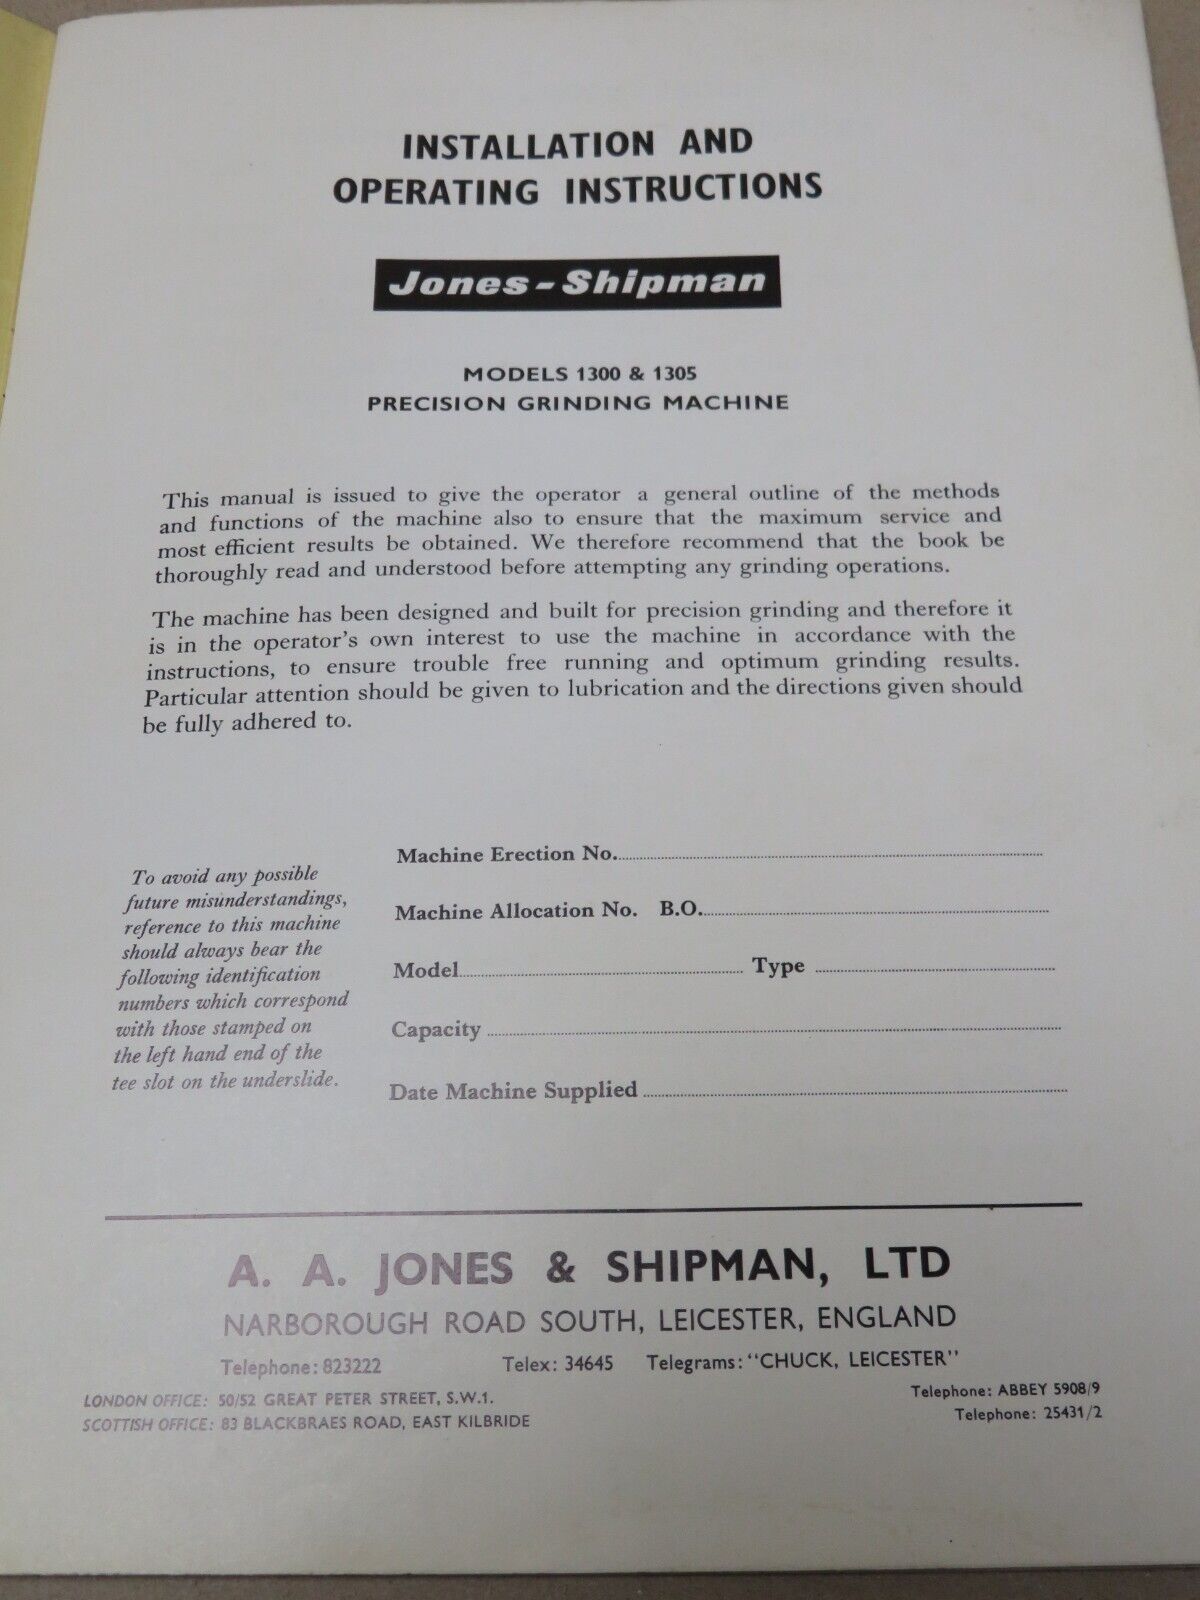 INSTALLATION AND
OPERATING INSTRUCTIONS
Jones-Shipman
MODELS 1300 & 1305
PRECISION GRINDING MACHINE
This manual is issued to give the operator a general outline of the methods
and functions of the machine also to ensure that the maximum service and
most efficient results be obtained. We therefore recommend that the book be
thoroughly read and understood before attempting any grinding operations.
The machine has been designed and built for precision grinding and therefore it
is in the operator's own interest to use the machine in accordance with the
instructions, to ensure trouble free running and optimum grinding results.
Particular attention should be given to lubrication and the directions given should
be fully adhered to.
To avoid any possible
future misunderstandings,
reference to this machine
should always bear the
following identification
numbers which correspond
with those stamped on
the left hand end of the
tee slot on the underslide.
Machine Erection No.
Machine Allocation No. B.O.
Model Type
Capacity
Date Machine Supplied
A. A. JONES & SHIPMAN, LTD
NARBOROUGH ROAD SOUTH, LEICESTER, ENGLAND
Telephone: 823222 Telex: 34645 Telegrams: "CHUCK, LEICESTER"
LONDON OFFICE: 50/52 GREAT PETER STREET, S.W.1. Telephone: ABBEY 5908/9
SCOTTISH OFFICE: 83 BLACKBRAES ROAD, EAST KILBRIDE Telephone: 25431/2